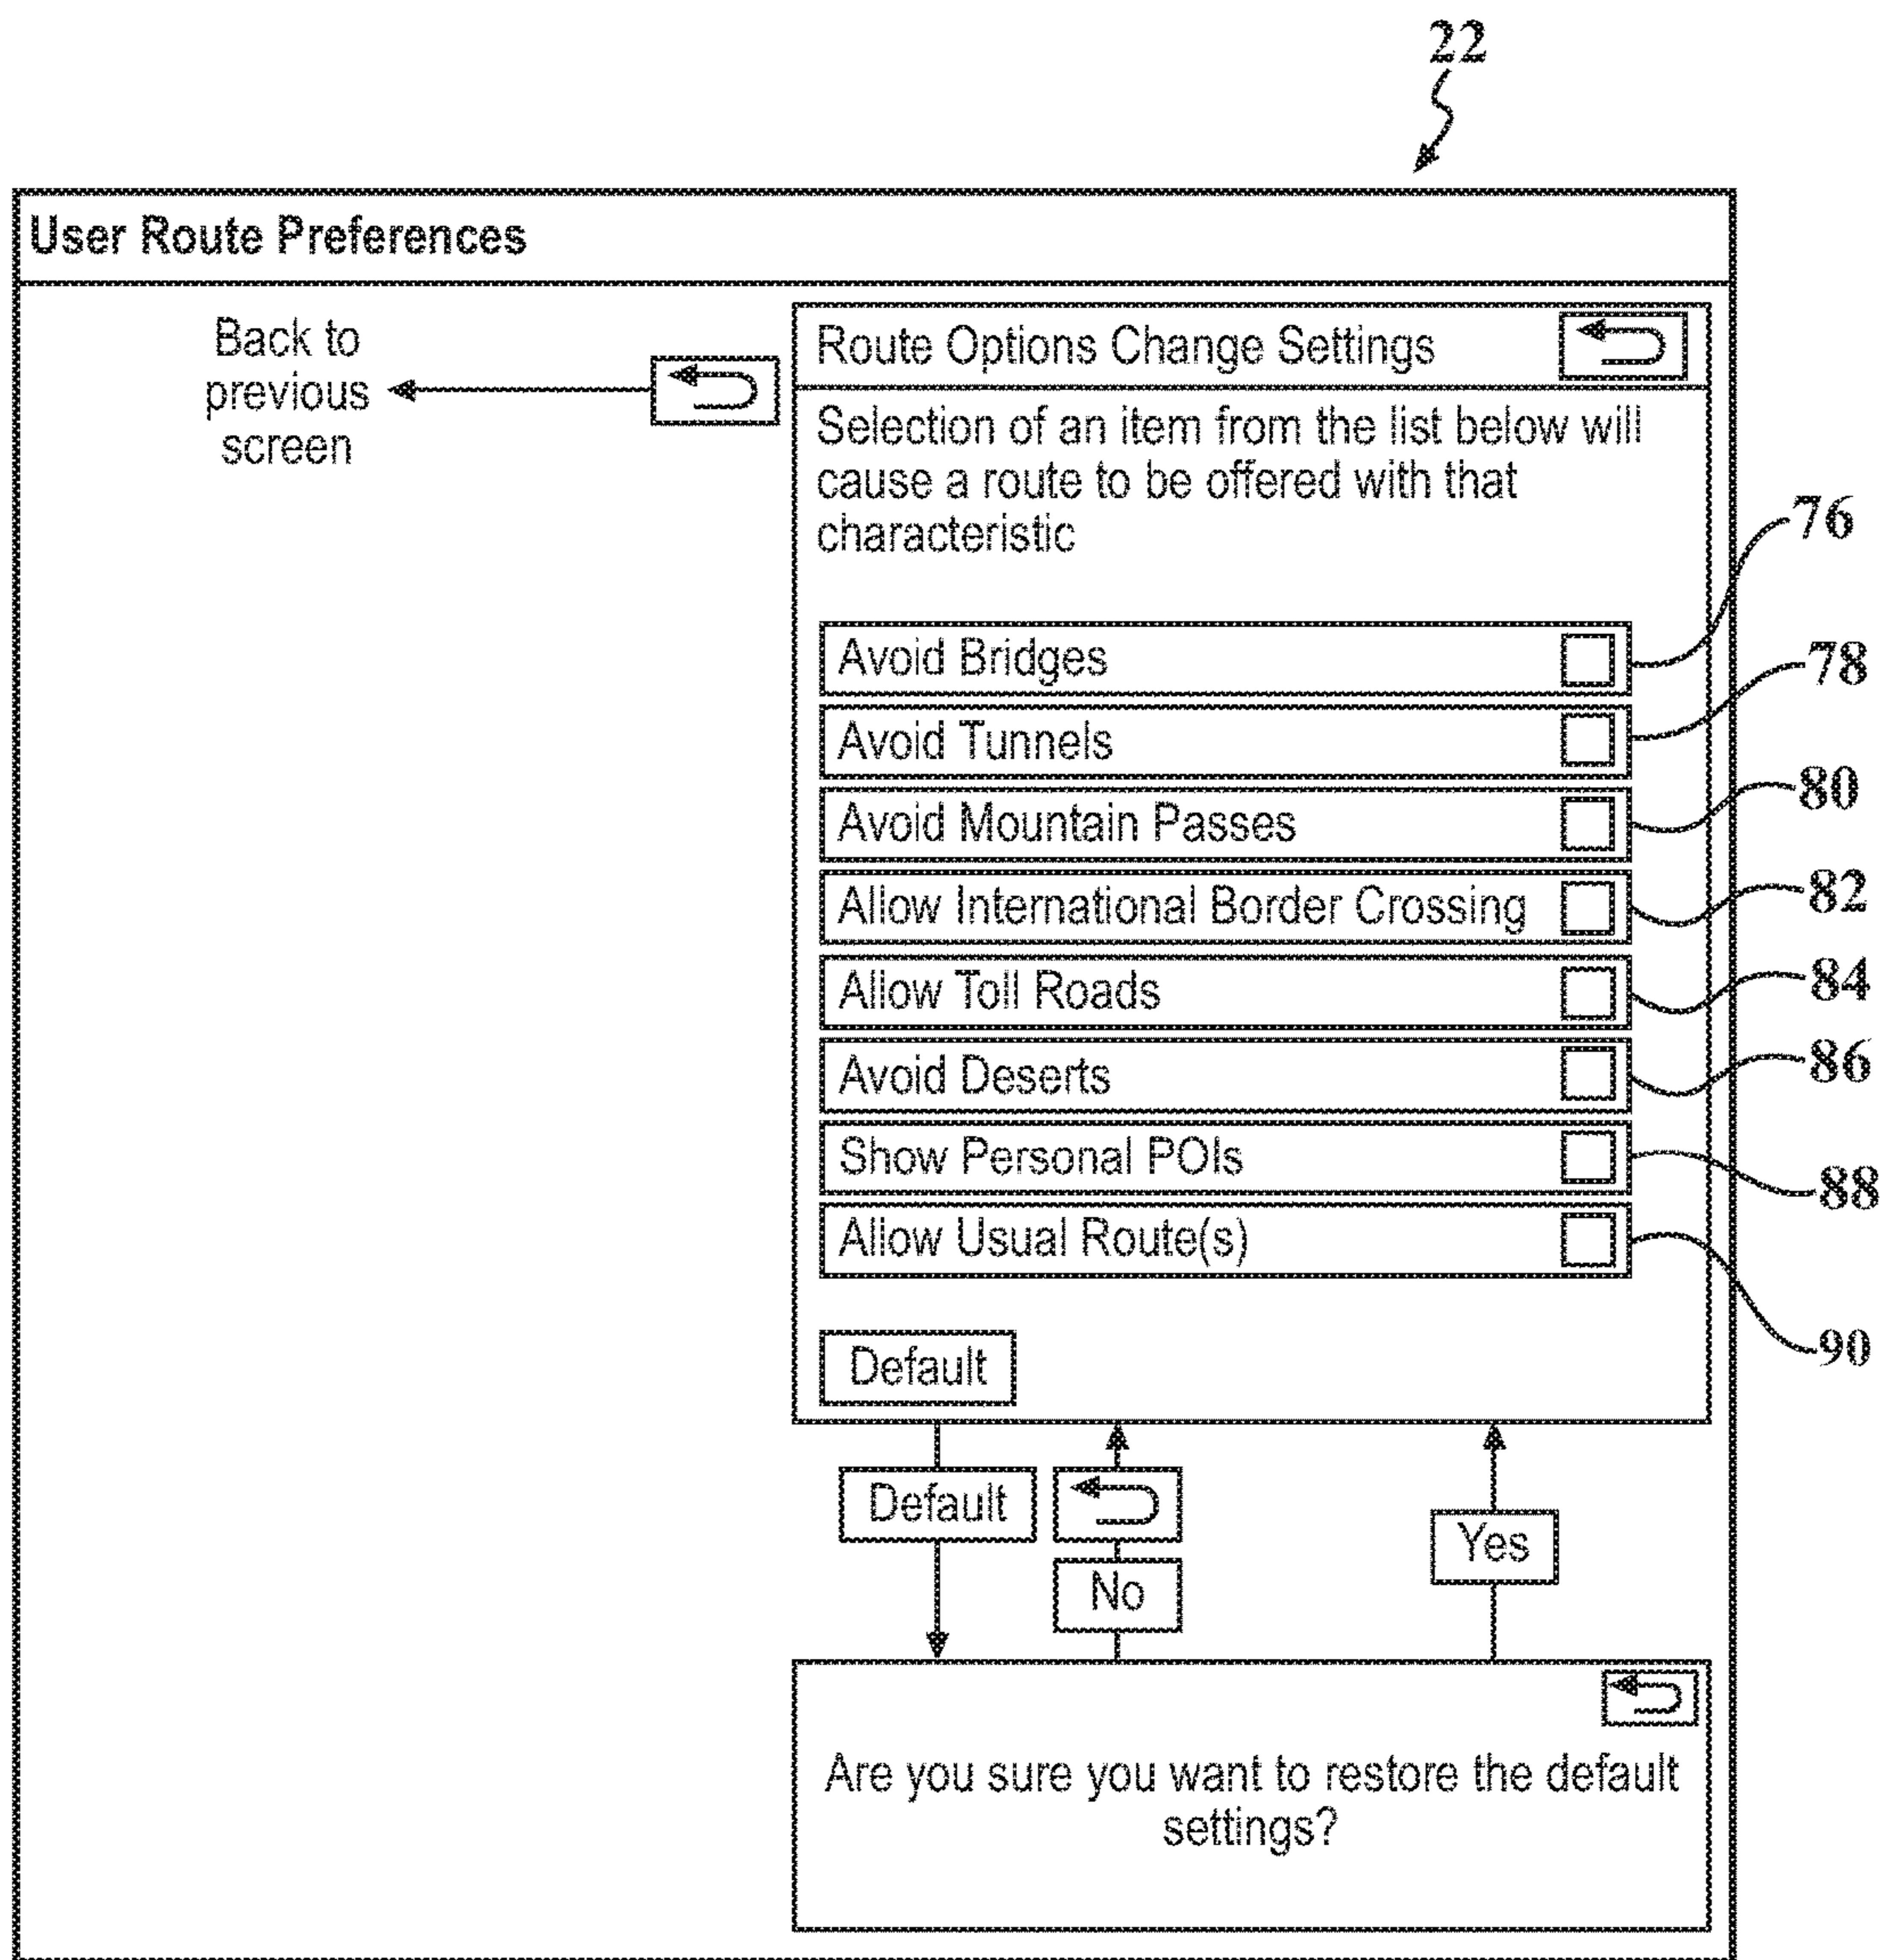 22
User Route Preferences
Back to
previous
screen
Route Options Change Settings
Selection of an item from the list below will
cause a route to be offered with that
characteristic
76
Avoid Bridges
78
Avoid Tunnels
80
Avoid Mountain Passes
82
Allow International Border Crossing
84
Allow Toll Roads
86
Avoid Deserts
88
Show Personal POIs
90
Allow Usual Route(s)
Default
Default
No
Yes
Are you sure you want to restore the default
settings?